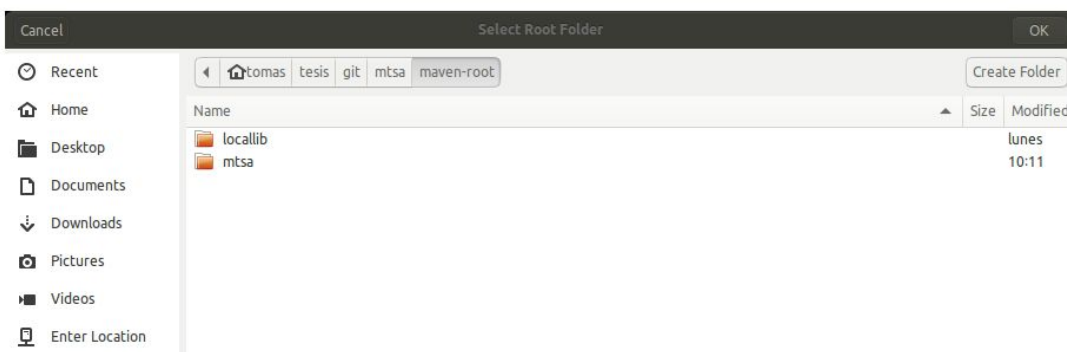 Cancel Select Root Folder OK
Recent
Home
Desktop
Documents
Downloads
Pictures
Videos
Enter Location
tomas tesis git mtsa maven-root Create Folder
Name Size Modified
locallib lunes
mtsa 10:11